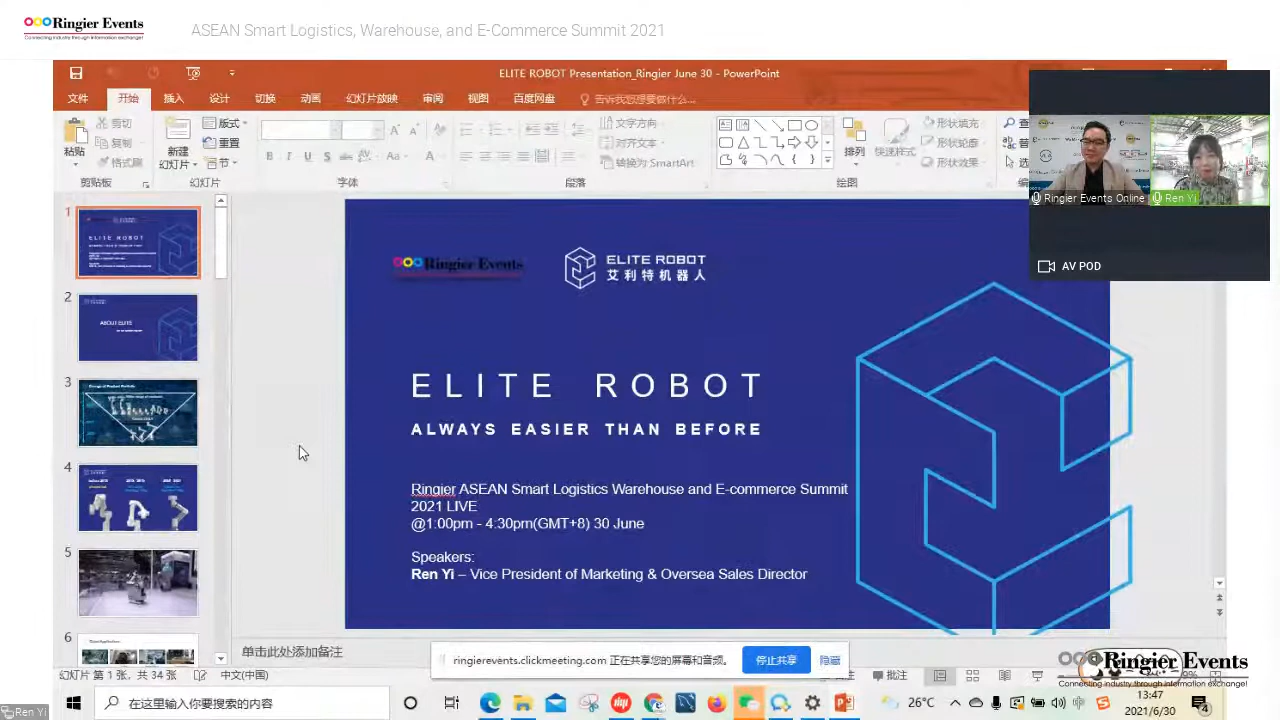 Ringier Events
Connecting industry through information exchange!
ASEAN Smart Logistics, Warehouse, and E-Commerce Summit 2021
ELITE ROBOT Presentation_Ringier June 30 - PowerPoint
文件 开始 插入 设计 切换 动画 幻灯片放映 审阅 视图 百度网盘 告诉我您想要做什么...
粘贴 剪切 复制 格式刷
新建 幻灯片 版式 重置 节
B I U S abc AV Aa A
文字方向 对齐文本 转换为 SmartArt
排列 快速样式 形状填充 形状轮廓 形状效果
剪贴板 幻灯片 字体 段落 绘图
Ringier Events Online
Ren Yi
AV POD
1
ELITE ROBOT
2
ABOUT ELITE
3
4
5
6
Ringier Events
ELITE ROBOT
艾利特机器人
ELITE ROBOT
ALWAYS EASIER THAN BEFORE
Ringier ASEAN Smart Logistics Warehouse and E-commerce Summit
2021 LIVE
@1:00pm - 4:30pm(GMT+8) 30 June
Speakers:
Ren Yi – Vice President of Marketing & Oversea Sales Director
单击此处添加备注
ringierevents.clickmeeting.com 正在共享您的屏幕和音频。 停止共享 隐藏
幻灯片 第 1 张，共 34 张 中文(中国)
批注
Ringier Events
Connecting industry through information exchange!
在这里输入你要搜索的内容
26°C
13:47
2021/6/30
4
Ren Yi